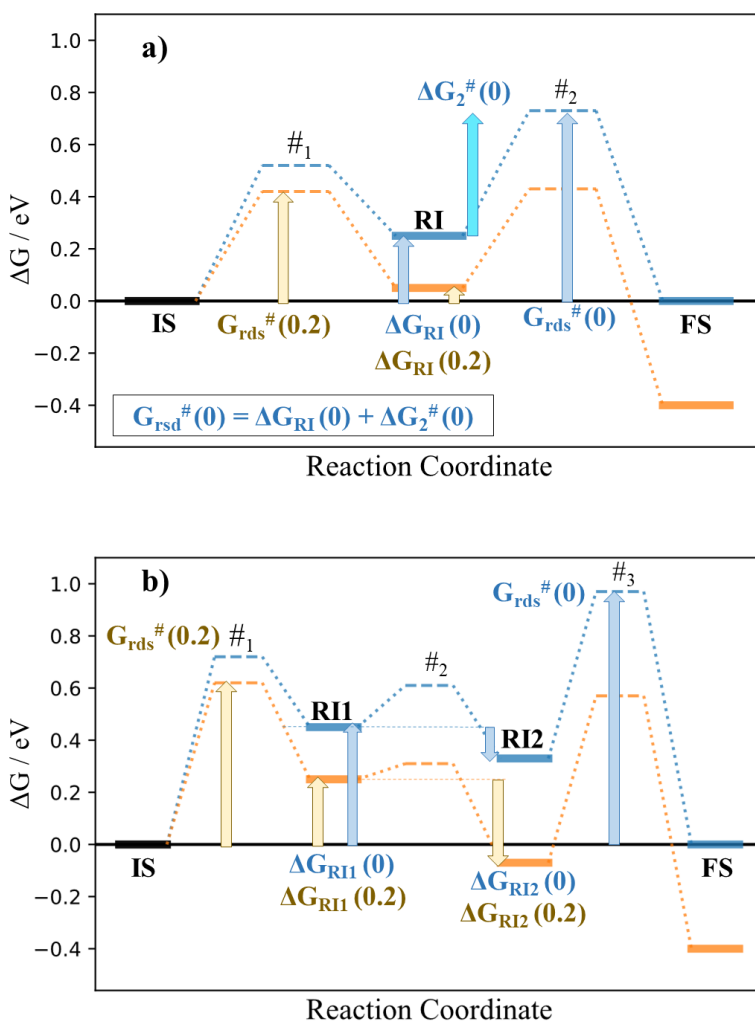 a)
1.0
0.8
0.6
0.4
0.2
0.0
−0.2
−0.4
ΔG / eV
#1
ΔG2#(0)
#2
RI
IS
Grds#(0.2)
ΔGRI(0)
ΔGRI(0.2)
Grds#(0)
FS
Grsd#(0) = ΔGRI(0) + ΔG2#(0)
Reaction Coordinate
b)
1.0
0.8
0.6
0.4
0.2
0.0
−0.2
−0.4
ΔG / eV
Grds#(0.2)
#1
#2
Grds#(0)
#3
RI1
RI2
IS
ΔGRI1(0)
ΔGRI1(0.2)
ΔGRI2(0)
ΔGRI2(0.2)
FS
Reaction Coordinate